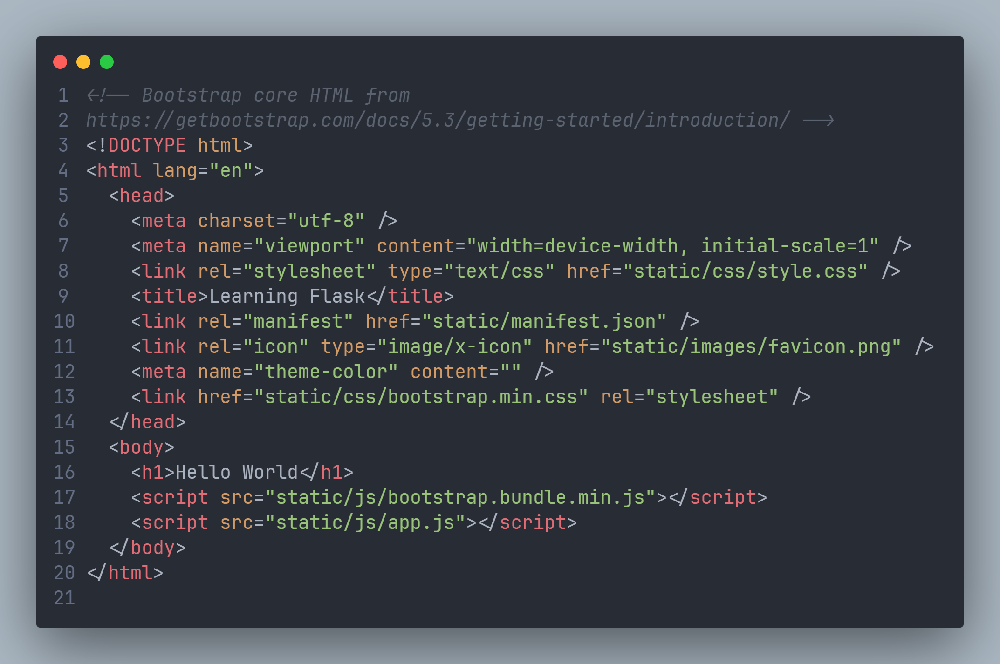 1 <!-- Bootstrap core HTML from
2 https://getbootstrap.com/docs/5.3/getting-started/introduction/ -->
3 <!DOCTYPE html>
4 <html lang="en">
5   <head>
6     <meta charset="utf-8" />
7     <meta name="viewport" content="width=device-width, initial-scale=1" />
8     <link rel="stylesheet" type="text/css" href="static/css/style.css" />
9     <title>Learning Flask</title>
10     <link rel="manifest" href="static/manifest.json" />
11     <link rel="icon" type="image/x-icon" href="static/images/favicon.png" />
12     <meta name="theme-color" content="" />
13     <link href="static/css/bootstrap.min.css" rel="stylesheet" />
14   </head>
15   <body>
16     <h1>Hello World</h1>
17     <script src="static/js/bootstrap.bundle.min.js"></script>
18     <script src="static/js/app.js"></script>
19   </body>
20 </html>
21